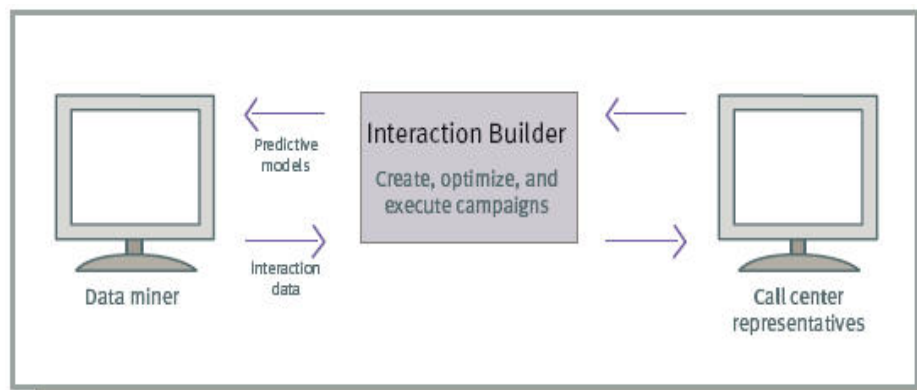 Predictive
models
Interaction Builder
Create, optimize, and
execute campaigns
Interaction
data
Data miner
Call center
representatives